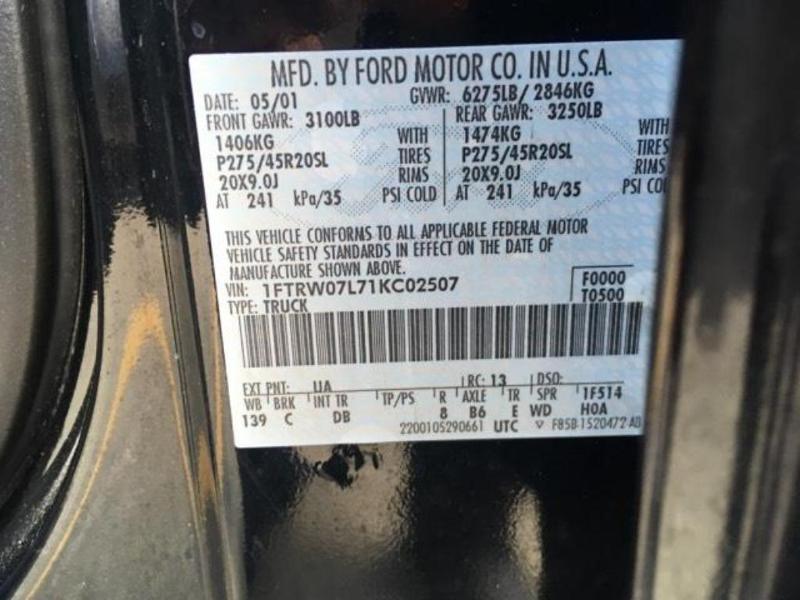 MFD. BY FORD MOTOR CO. IN U.S.A.
DATE: 05/01 GVWR: 6275LB/ 2846KG
FRONT GAWR: 3100LB REAR GAWR: 3250LB
1406KG WITH 1474KG WITH
P275/45R20SL TIRES P275/45R20SL TIRES
20X9.0J RIMS 20X9.0J RIMS
AT 241 kPa/35 PSI COLD AT 241 kPa/35 PSI COL
THIS VEHICLE CONFORMS TO ALL APPLICABLE FEDERAL MOTOR
VEHICLE SAFETY STANDARDS IN EFFECT ON THE DATE OF
MANUFACTURE SHOWN ABOVE.
VIN: 1FTRW07L71KC02507 F0000
TYPE: TRUCK T0500
EXT PNT: UA RC: 13 DSO:
WB BRK INT TR TP/PS R AXLE TR SPR 1F514
139 C DB 8 B6 E WD H0A
2200105290661 UTC ▽ F85B-1520472-AB